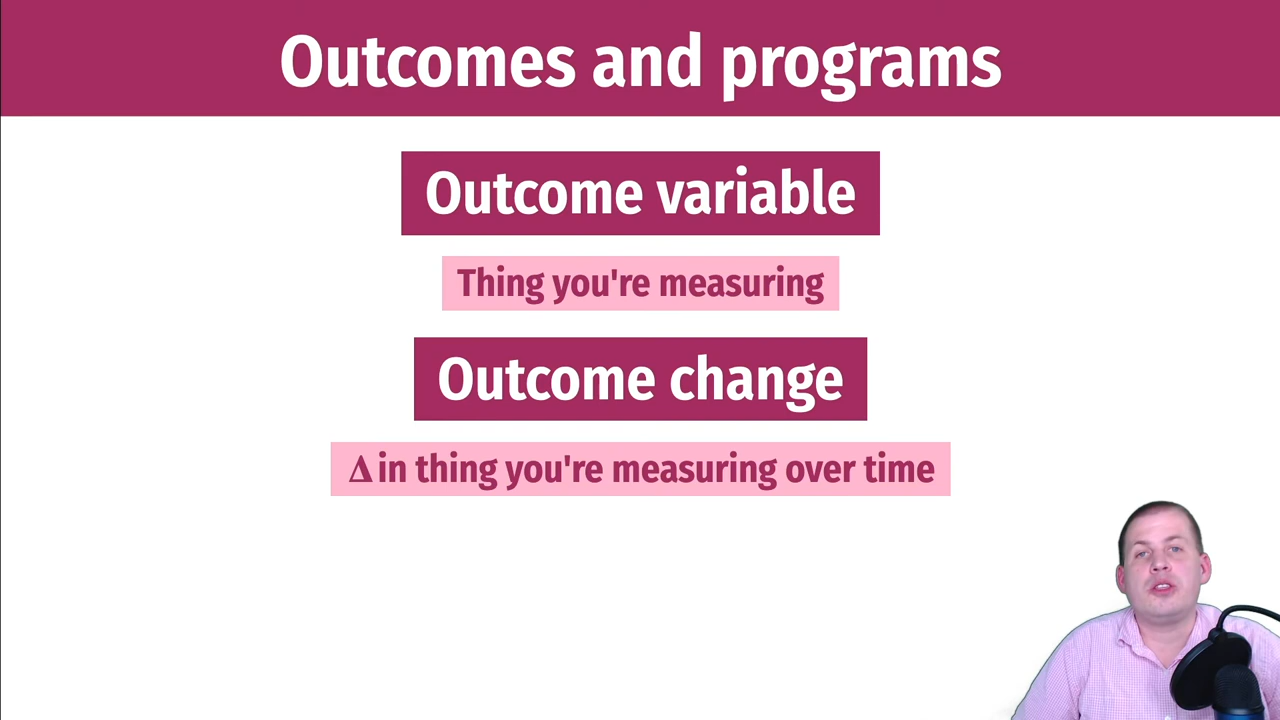 Outcomes and programs
Outcome variable
Thing you're measuring
Outcome change
Δ in thing you're measuring over time